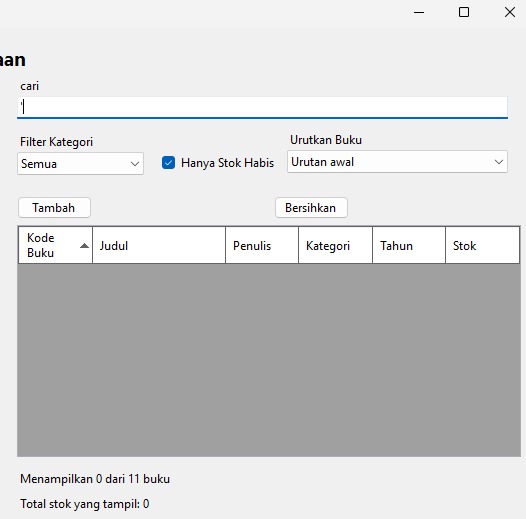 aan
cari
'
Filter Kategori
Urutkan Buku
Semua
Hanya Stok Habis
Urutan awal
Tambah
Bersihkan
Kode Buku
Judul
Penulis
Kategori
Tahun
Stok
Menampilkan 0 dari 11 buku
Total stok yang tampil: 0